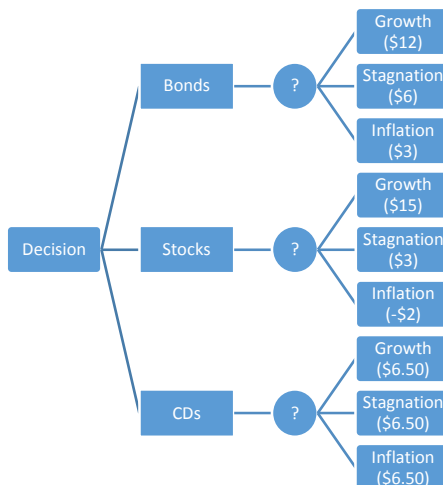 Growth
($12)
Bonds
?
Stagnation
($6)
Inflation
($3)
Growth
($15)
Decision
Stocks
?
Stagnation
($3)
Inflation
(-$2)
Growth
($6.50)
CDs
?
Stagnation
($6.50)
Inflation
($6.50)